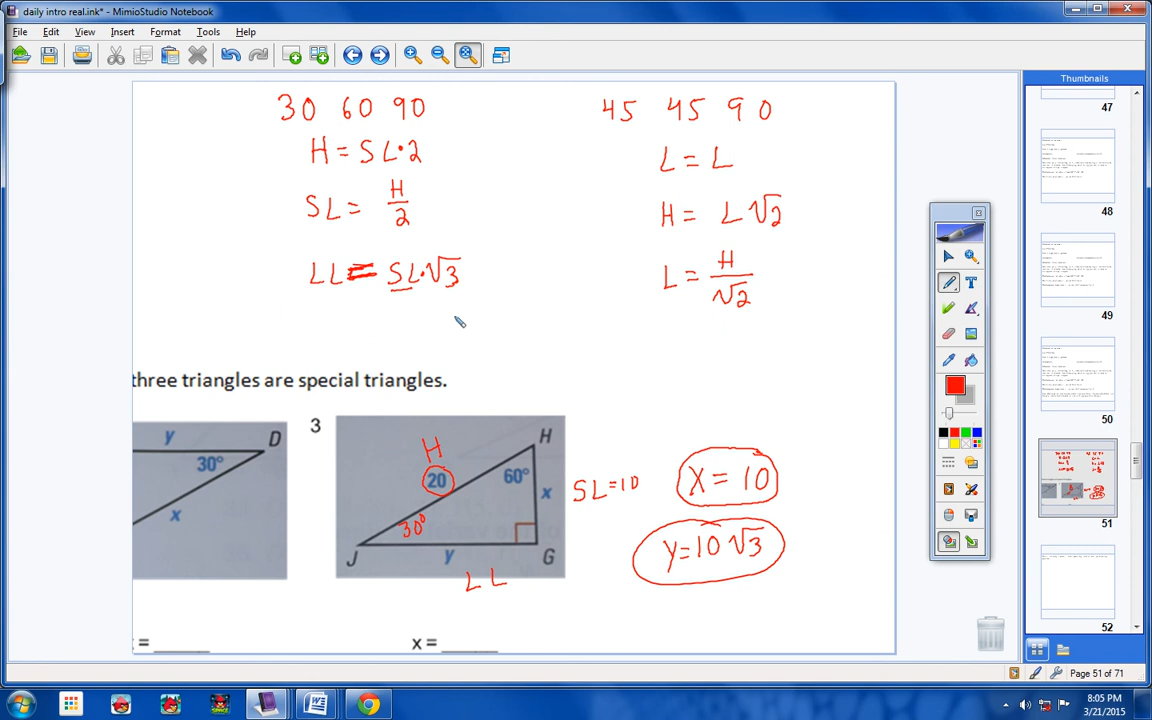 daily intro real.ink* - MimioStudio Notebook
File Edit View Insert Format Tools Help
Thumbnails
30 60 90
H = SL•2
SL = H/2
LL = SL•√3
45 45 90
L = L
H = L√2
L = H/√2
three triangles are special triangles.
y D
30°
x
3
H
H
20
60°
x
30°
J y G
LL
SL=10
X = 10
y=10√3
: = ______
x = ______
47
48
49
50
51
52
T
Page 51 of 71
8:05 PM
3/21/2015